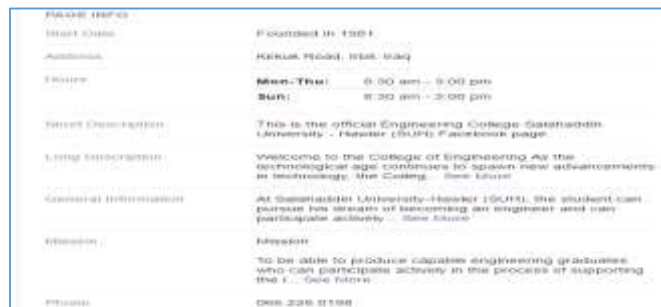 PAGE INFO
Start Date Founded in 1981
Address Kirkuk Road, Irbil, Iraq
Hours Mon-Thu: 8:30 am - 3:00 pm
Sun: 8:30 am - 3:00 pm
Short Description This is the official Engineering College Salahaddin
University - Hawler (SUH) Facebook page.
Long Description Welcome to the College of Engineering As the
technological age continues to spawn new advancements
in technology, the Colleg... See More
General Information At Salahaddin University-Hawler (SUH), the student can
pursue his dream of becoming an engineer and can
participate actively... See More
Mission Mission
To be able to produce capable engineering graduates
who can participate actively in the process of supporting
the i... See More
Phone 066 226